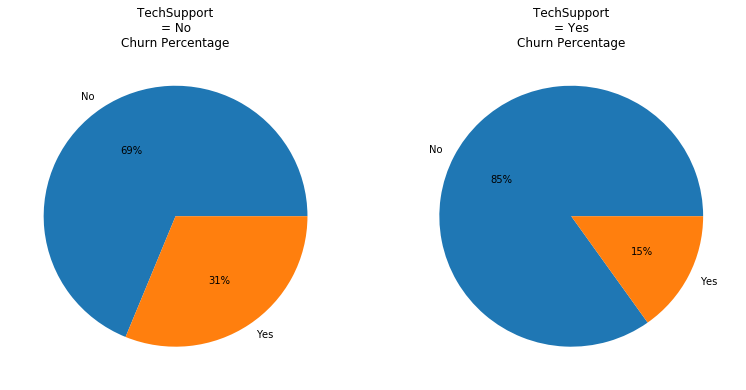 TechSupport
= No
Churn Percentage
No
69%
31%
Yes
TechSupport
= Yes
Churn Percentage
No
85%
15%
Yes